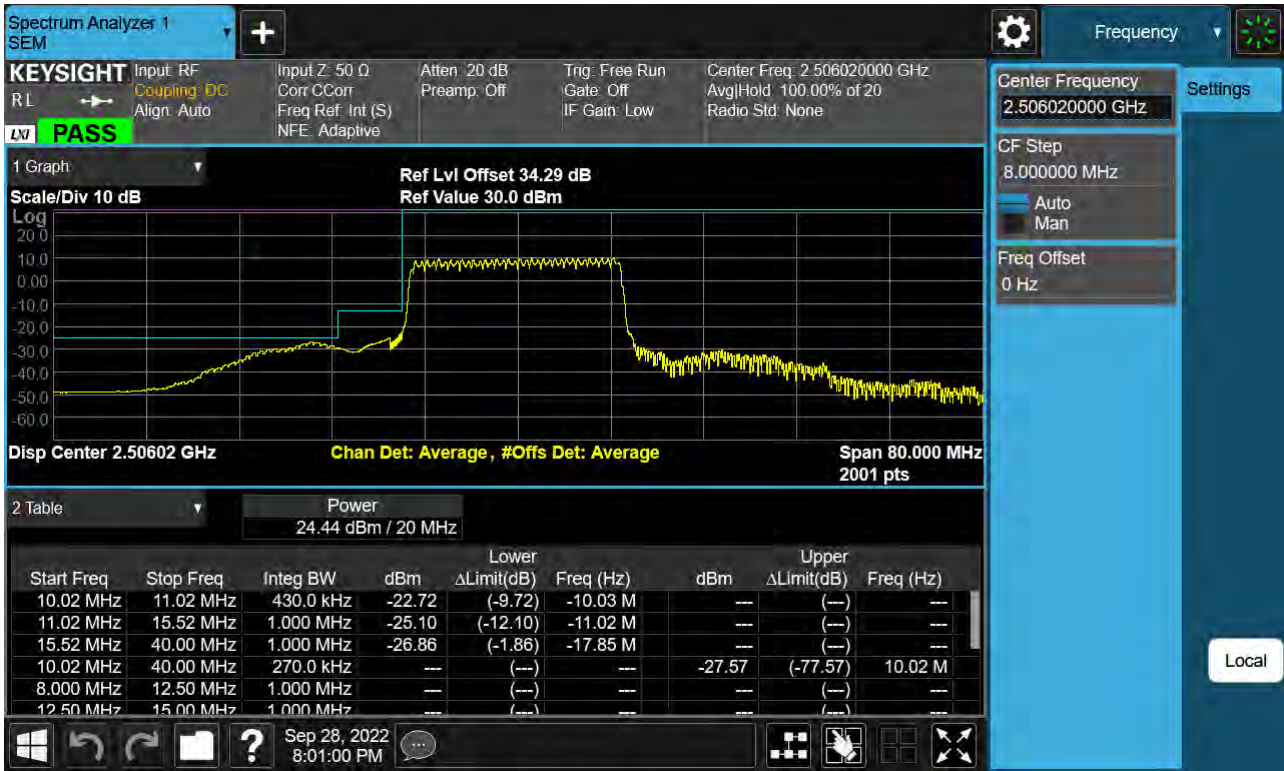 Spectrum Analyzer 1
SEM
Frequency
KEYSIGHT
RL
LXI
PASS
Input: RF
Coupling: DC
Align: Auto
Input Z: 50 Ω
Corr CCorr
Freq Ref: Int (S)
NFE: Adaptive
Atten: 20 dB
Preamp: Off
Trig: Free Run
Gate: Off
IF Gain: Low
Center Freq: 2.506020000 GHz
Avg|Hold: 100.00% of 20
Radio Std: None
Center Frequency
2.506020000 GHz
Settings
CF Step
8.000000 MHz
Auto
Man
Freq Offset
0 Hz
Local
1 Graph
Scale/Div 10 dB
Ref Lvl Offset 34.29 dB
Ref Value 30.0 dBm
Log
20.0
10.0
0.00
-10.0
-20.0
-30.0
-40.0
-50.0
-60.0
Disp Center 2.50602 GHz
Chan Det: Average, #Offs Det: Average
Span 80.000 MHz
2001 pts
2 Table
Power
24.44 dBm / 20 MHz
Lower Upper
Start Freq Stop Freq Integ BW dBm ΔLimit(dB) Freq (Hz) dBm ΔLimit(dB) Freq (Hz)
10.02 MHz 11.02 MHz 430.0 kHz -22.72 (-9.72) -10.03 M --- (---) ---
11.02 MHz 15.52 MHz 1.000 MHz -25.10 (-12.10) -11.02 M --- (---) ---
15.52 MHz 40.00 MHz 1.000 MHz -26.86 (-1.86) -17.85 M --- (---) ---
10.02 MHz 40.00 MHz 270.0 kHz --- (---) --- -27.57 (-77.57) 10.02 M
8.000 MHz 12.50 MHz 1.000 MHz --- (---) --- --- (---) ---
12.50 MHz 15.00 MHz 1.000 MHz --- (---) --- --- (---) ---
?
Sep 28, 2022
8:01:00 PM